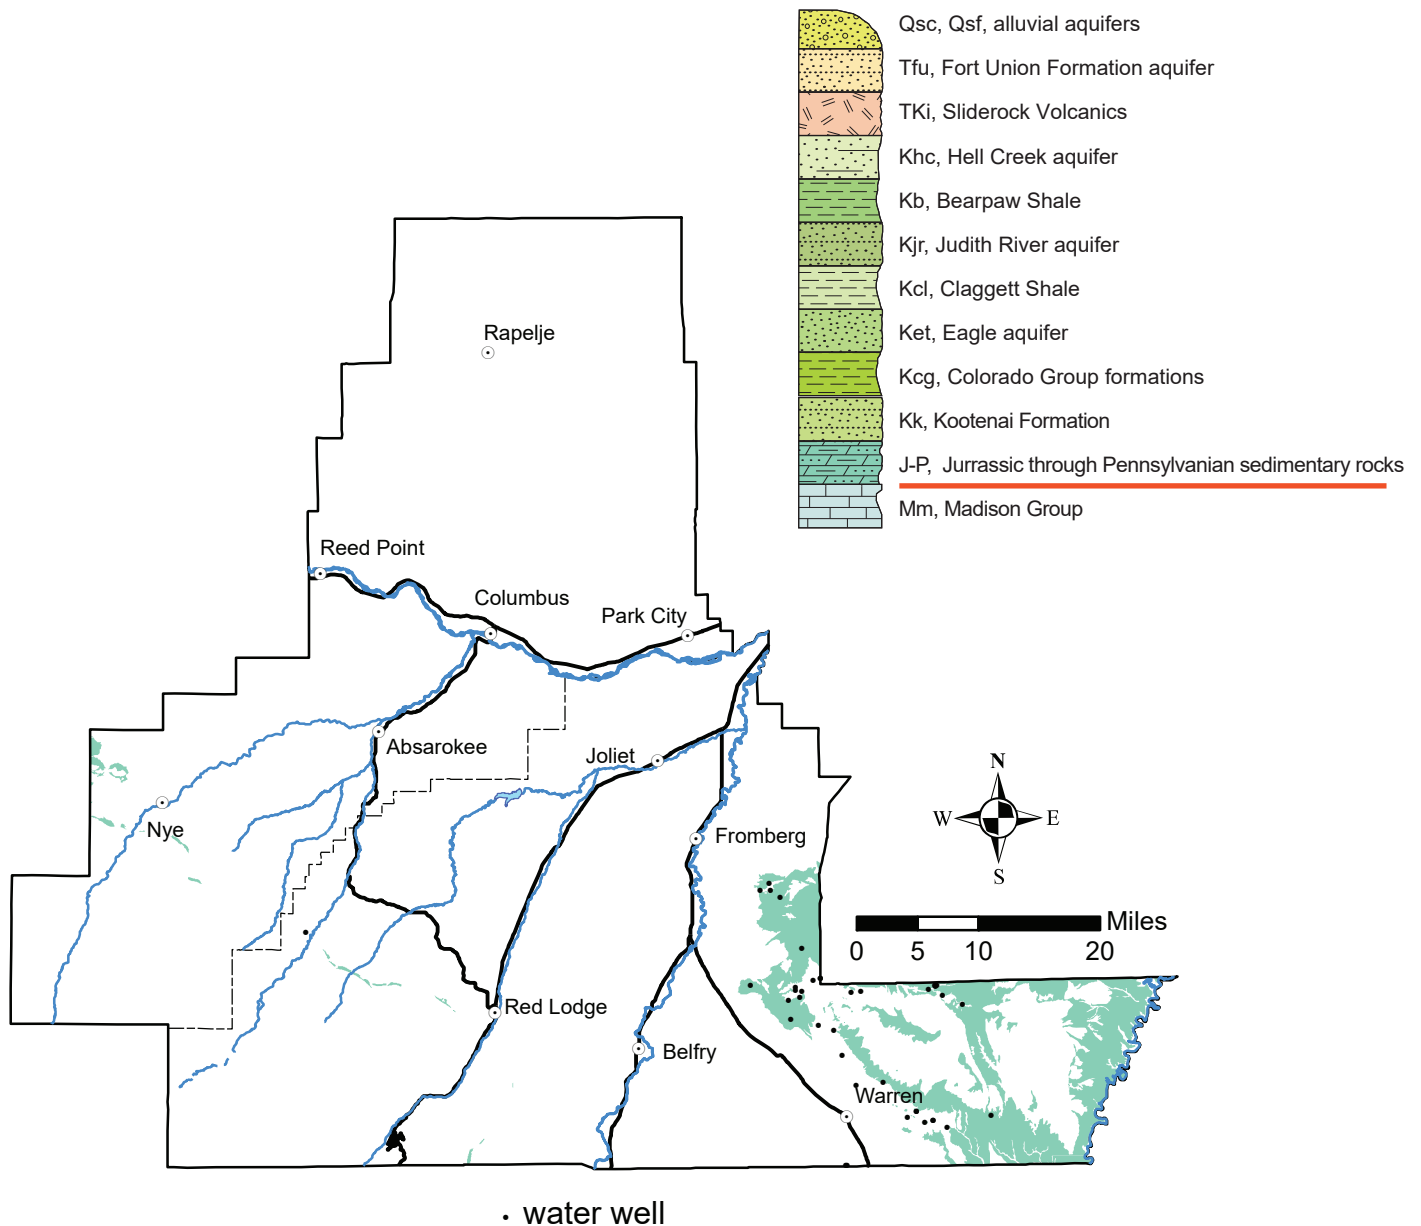 Qsc, Qsf, alluvial aquifers
Tfu, Fort Union Formation aquifer
TKi, Sliderock Volcanics
Khc, Hell Creek aquifer
Kb, Bearpaw Shale
Kjr, Judith River aquifer
Kcl, Claggett Shale
Ket, Eagle aquifer
Kcg, Colorado Group formations
Kk, Kootenai Formation
J-P, Jurrassic through Pennsylvanian sedimentary rocks
Mm, Madison Group
Rapelje
Reed Point
Columbus
Park City
Absarokee
Joliet
Nye
Fromberg
N
W E
S
Miles
0 5 10 20
Red Lodge
Belfry
Warren
water well